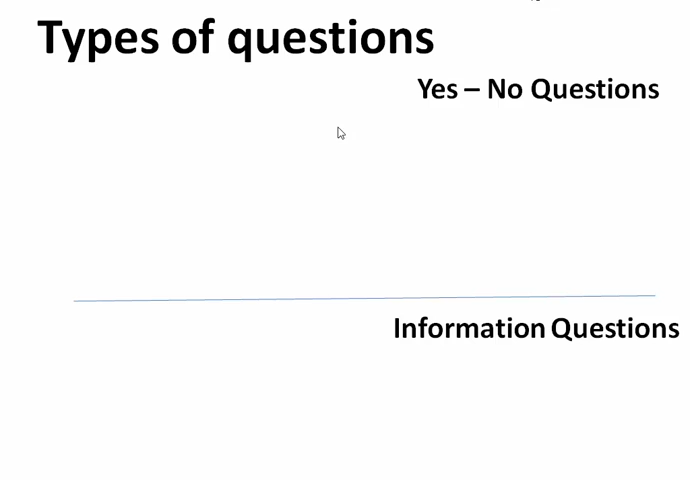 Types of questions
Yes – No Questions
Information Questions